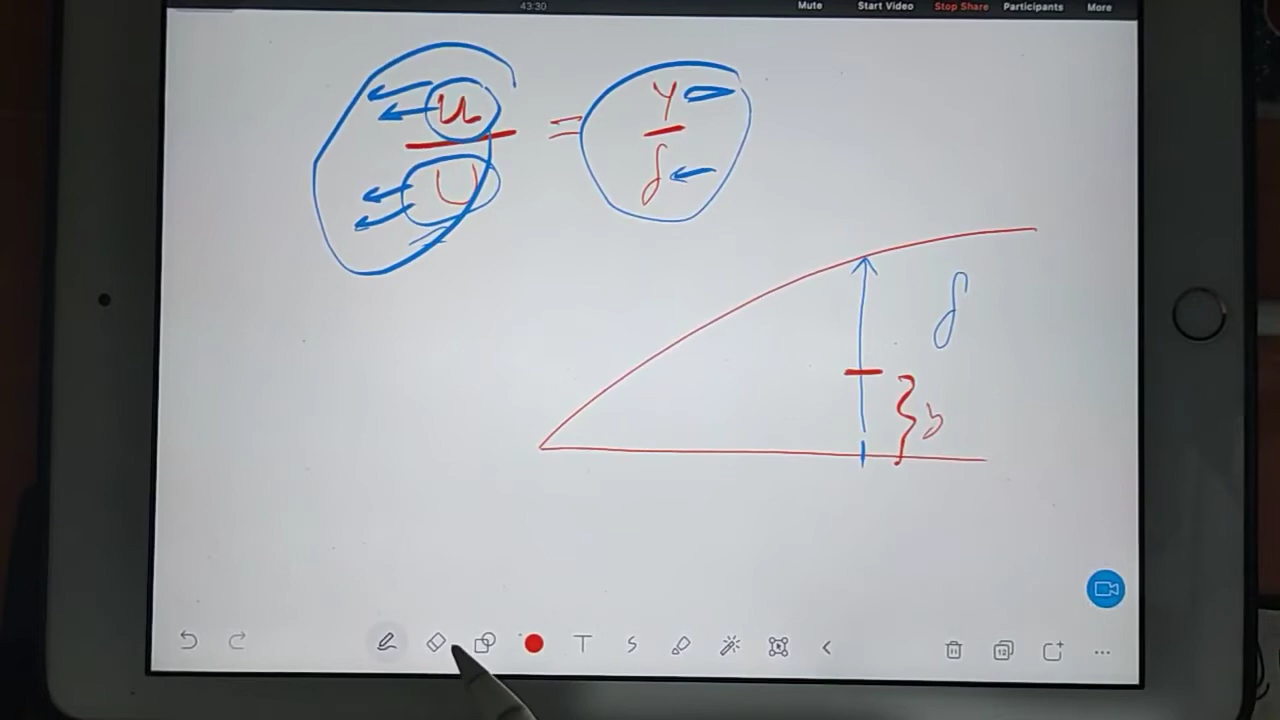 43:30 Mute Start Video Stop Share Participants More
u/U = y/δ
δ
y
T